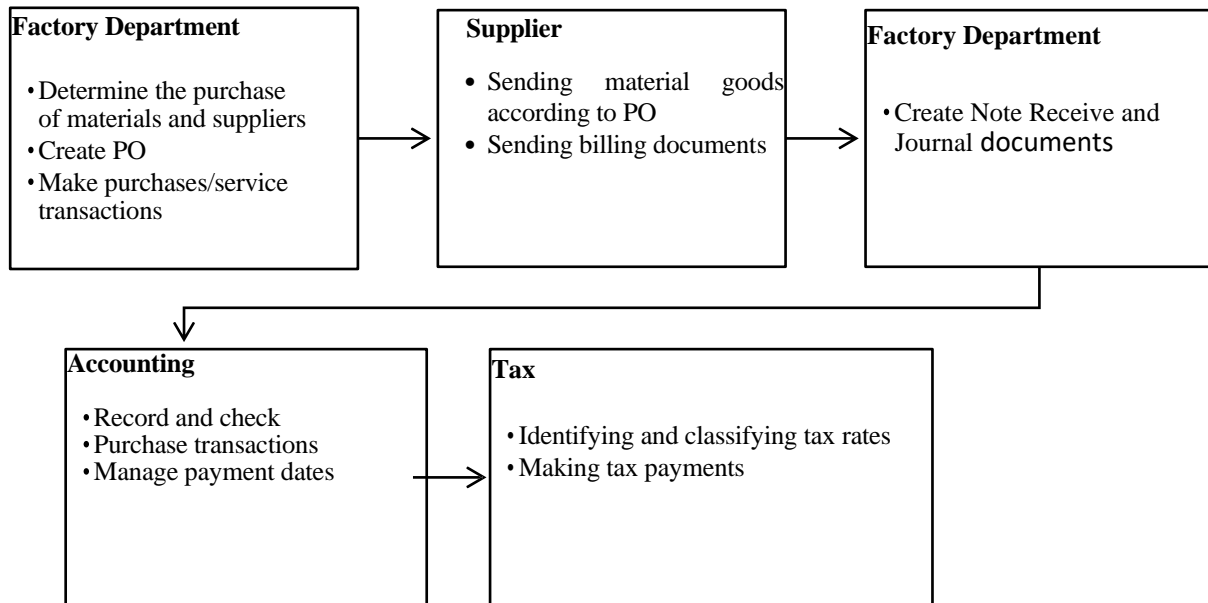 Factory Department
• Determine the purchase
of materials and suppliers
• Create PO
• Make purchases/service
transactions
Supplier
• Sending material goods
according to PO
• Sending billing documents
Factory Department
• Create Note Receive and
Journal documents
Accounting
• Record and check
• Purchase transactions
• Manage payment dates
Tax
• Identifying and classifying tax rates
• Making tax payments